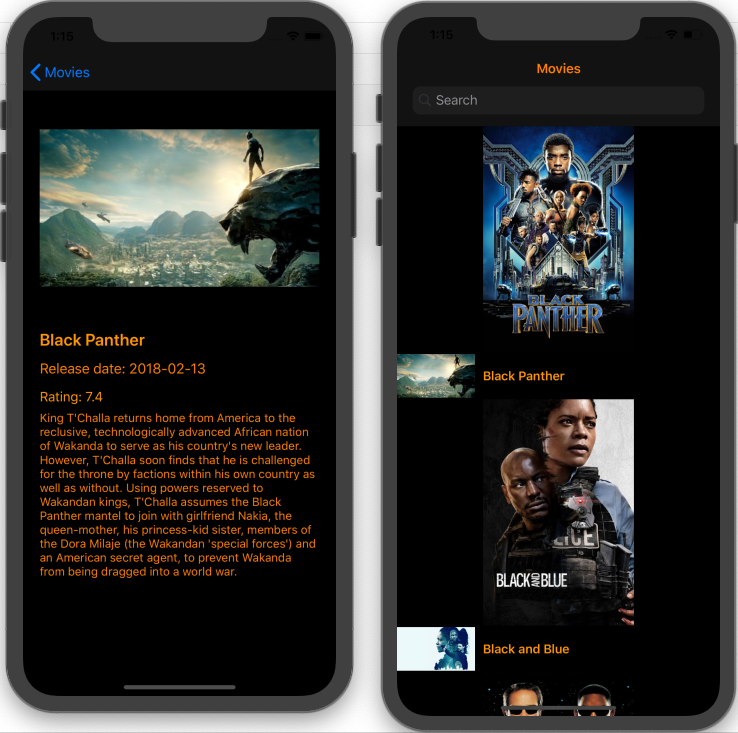 1:15
Movies
Black Panther
Release date: 2018-02-13
Rating: 7.4
King T'Challa returns home from America to the
reclusive, technologically advanced African nation
of Wakanda to serve as his country's new leader.
However, T'Challa soon finds that he is challenged
for the throne by factions within his own country as
well as without. Using powers reserved to
Wakandan kings, T'Challa assumes the Black
Panther mantel to join with girlfriend Nakia, the
queen-mother, his princess-kid sister, members of
the Dora Milaje (the Wakandan 'special forces') and
an American secret agent, to prevent Wakanda
from being dragged into a world war.
1:15
Movies
Search
BLACK
PANTHER
Black Panther
LICE
BLACK AND BLUE
Black and Blue